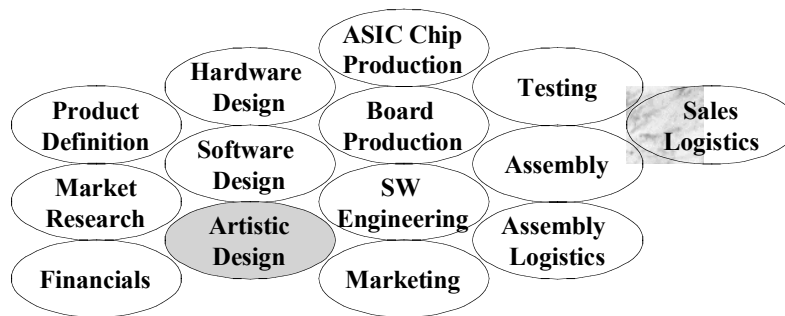 Product
Definition
Market
Research
Financials
Hardware
Design
Software
Design
Artistic
Design
ASIC Chip
Production
Board
Production
SW
Engineering
Marketing
Testing
Assembly
Assembly
Logistics
Sales
Logistics